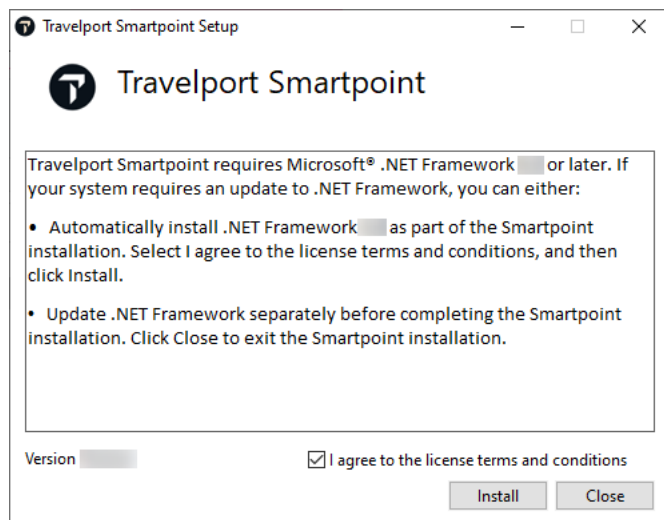 Travelport Smartpoint Setup
Travelport Smartpoint
Travelport Smartpoint requires Microsoft® .NET Framework or later. If
your system requires an update to .NET Framework, you can either:
• Automatically install .NET Framework as part of the Smartpoint
installation. Select I agree to the license terms and conditions, and then
click Install.
• Update .NET Framework separately before completing the Smartpoint
installation. Click Close to exit the Smartpoint installation.
Version
I agree to the license terms and conditions
Install Close